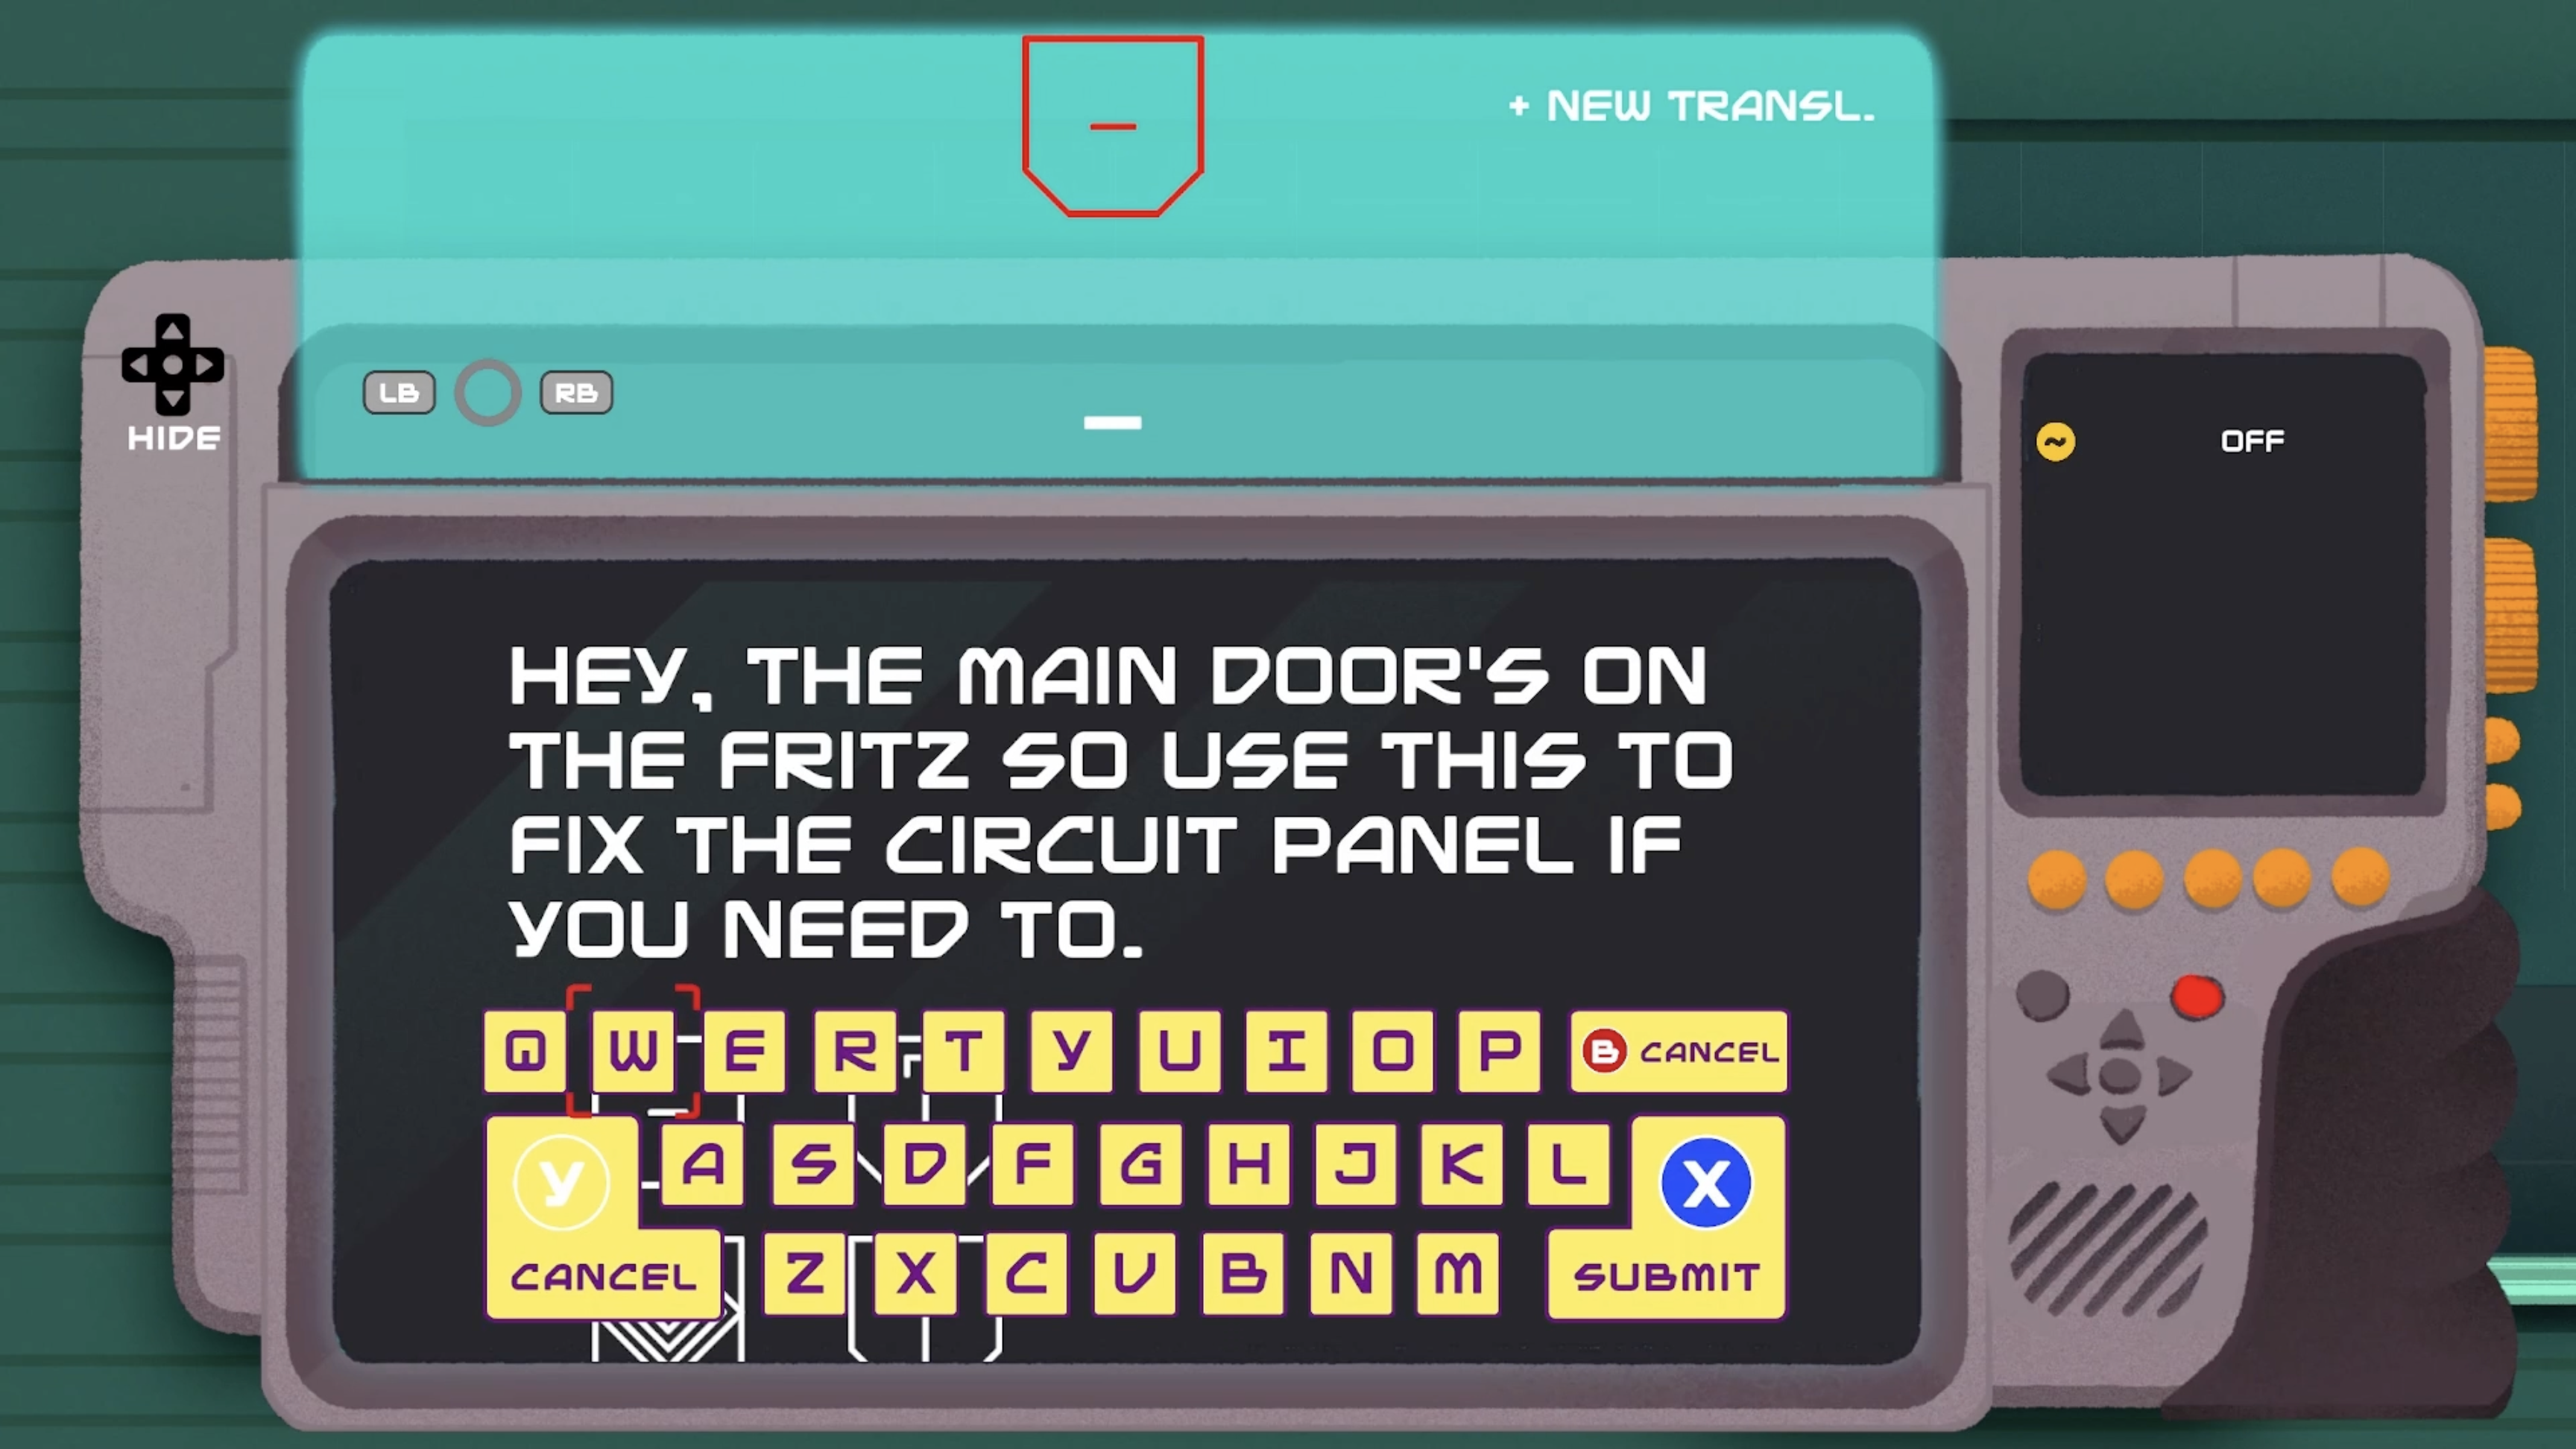 + NEW TRANSL.
LB RB
HIDE
~ OFF
HEY, THE MAIN DOOR'S ON
THE FRITZ SO USE THIS TO
FIX THE CIRCUIT PANEL IF
YOU NEED TO.
Q W E R T Y U I O P B CANCEL
Y A S D F G H J K L X
CANCEL Z X C V B N M SUBMIT